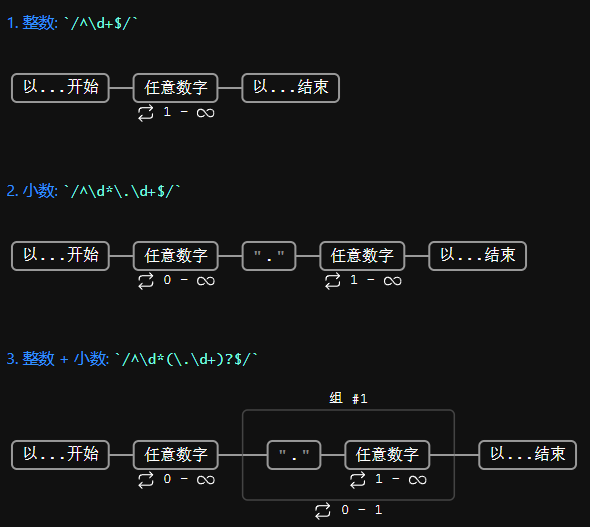 1. 整数: `/^\d+$/`
以...开始 任意数字 以...结束
1 - ∞
2. 小数: `/^\d*\.\d+$/`
以...开始 任意数字 "." 任意数字 以...结束
0 - ∞ 1 - ∞
3. 整数 + 小数: `/^\d*(\.\d+)?$/`
组 #1
以...开始 任意数字 "." 任意数字 以...结束
0 - ∞ 1 - ∞
0 - 1